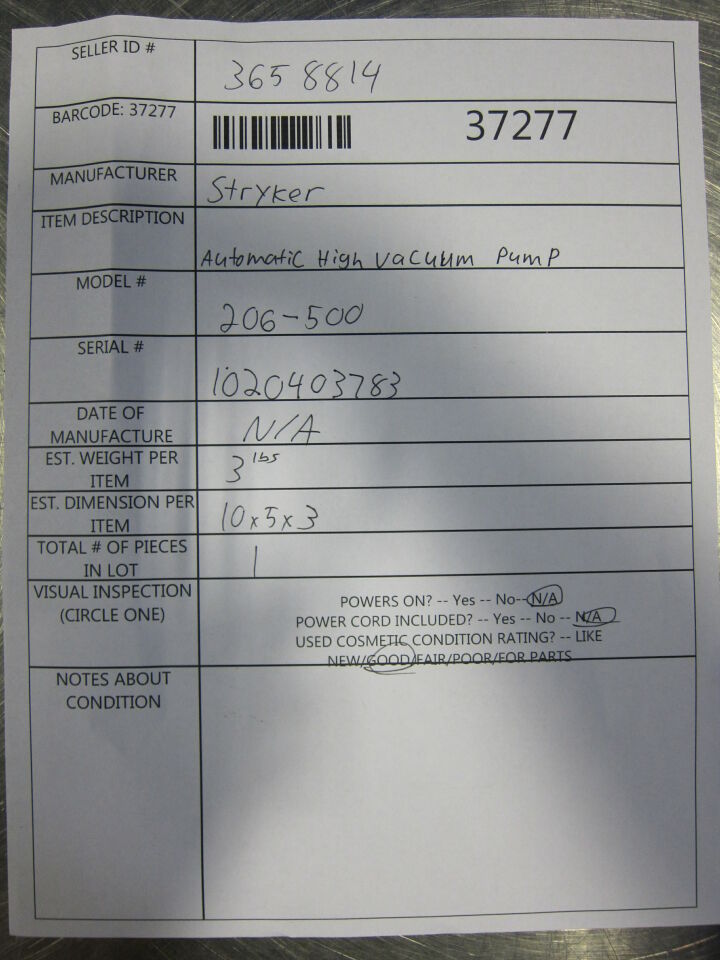 SELLER ID #
365 8814
BARCODE: 37277
37277
MANUFACTURER
Stryker
ITEM DESCRIPTION
Automatic High Vacuum Pump
MODEL #
206-500
SERIAL #
1020403783
DATE OF
MANUFACTURE
N/A
EST. WEIGHT PER
ITEM
3 lbs
EST. DIMENSION PER
ITEM
10x5x3
TOTAL # OF PIECES
IN LOT
1
VISUAL INSPECTION
(CIRCLE ONE)
POWERS ON? -- Yes -- No--N/A
POWER CORD INCLUDED? -- Yes -- No -- N/A
USED COSMETIC CONDITION RATING? -- LIKE
NEW/GOOD/FAIR/POOR/FOR PARTS
NOTES ABOUT
CONDITION